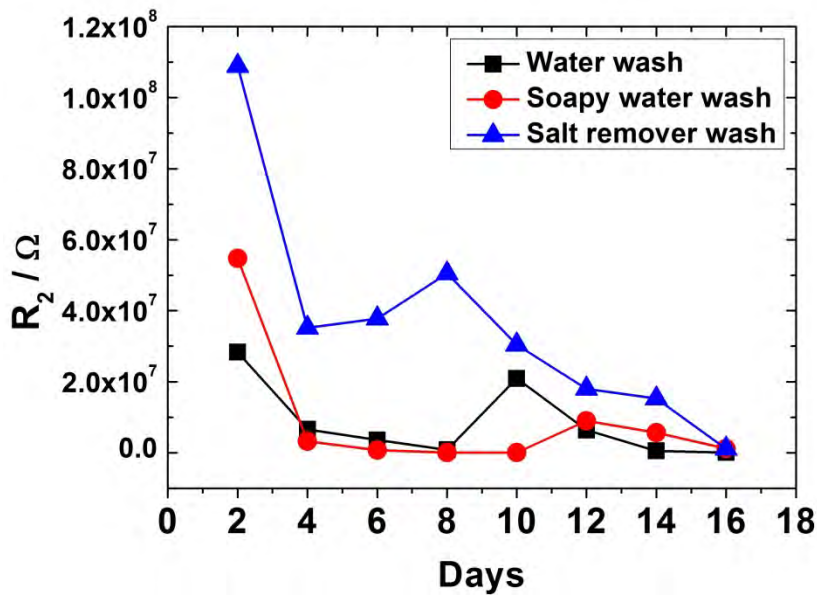 1.2x10⁸
1.0x10⁸
8.0x10⁷
6.0x10⁷
4.0x10⁷
2.0x10⁷
0.0
R₂ / Ω
Water wash
Soapy water wash
Salt remover wash
0 2 4 6 8 10 12 14 16 18
Days